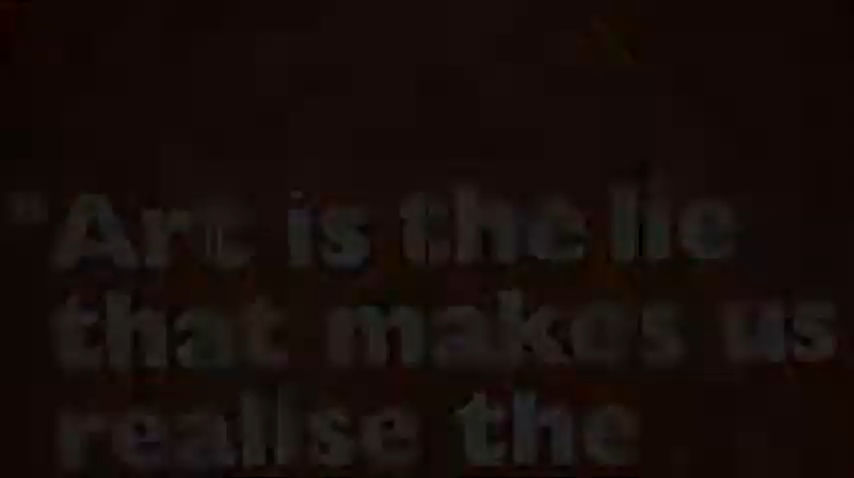 "Art is the lie
that makes us
realise the